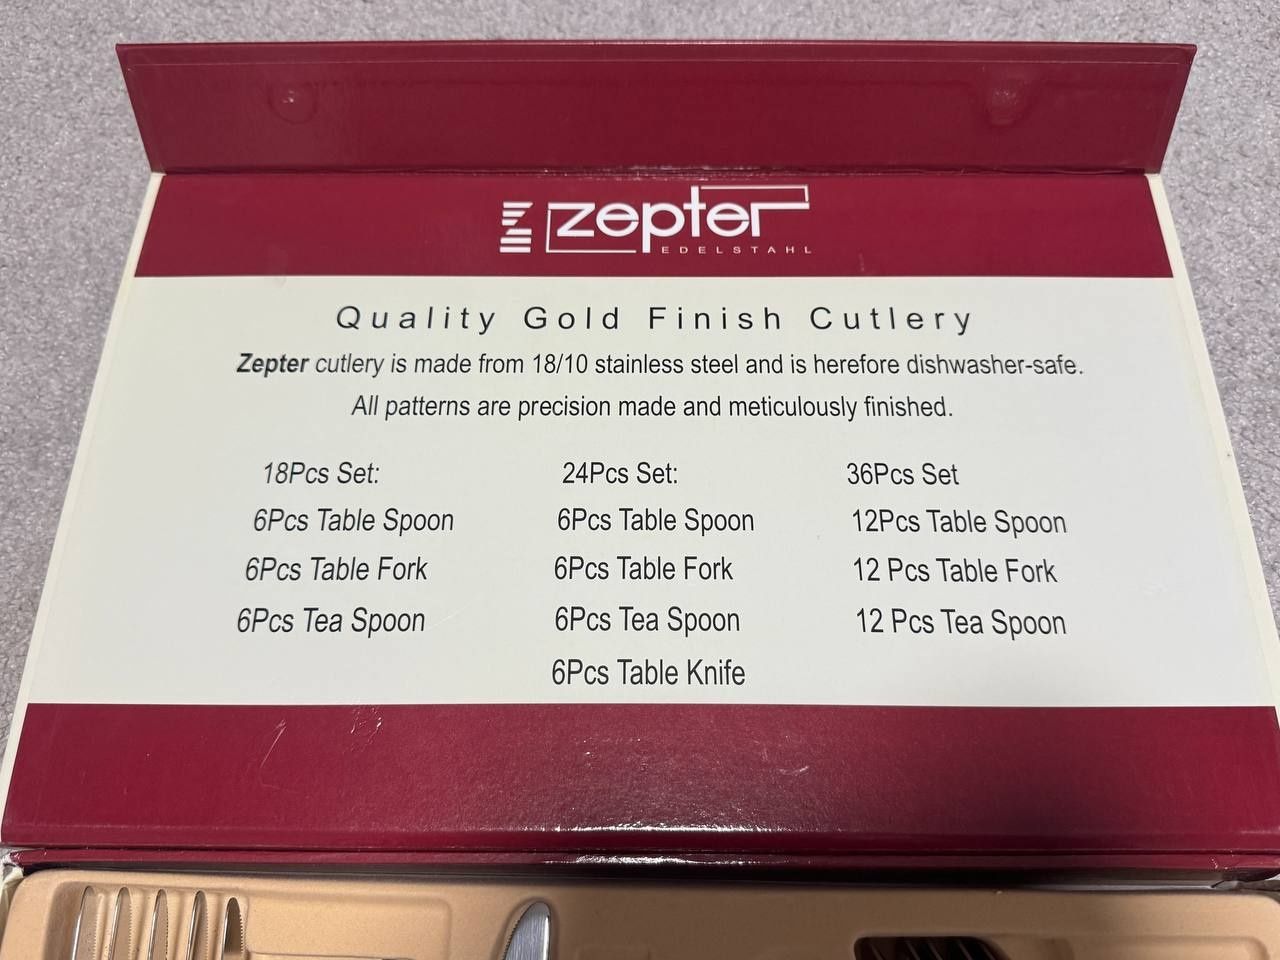 zepter
EDELSTAHL
Quality Gold Finish Cutlery
Zepter cutlery is made from 18/10 stainless steel and is herefore dishwasher-safe.
All patterns are precision made and meticulously finished.
18Pcs Set:
6Pcs Table Spoon
6Pcs Table Fork
6Pcs Tea Spoon
24Pcs Set:
6Pcs Table Spoon
6Pcs Table Fork
6Pcs Tea Spoon
6Pcs Table Knife
36Pcs Set
12Pcs Table Spoon
12 Pcs Table Fork
12 Pcs Tea Spoon